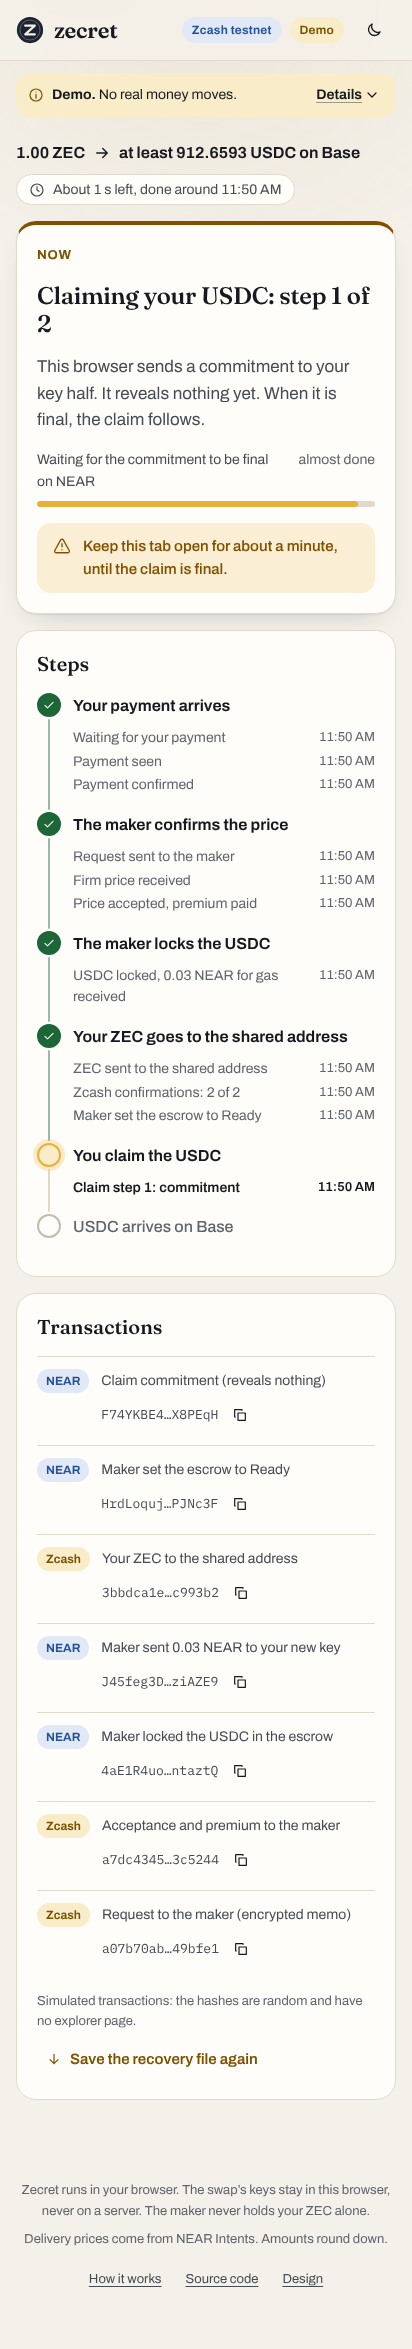 zecret
Zcash testnet
Demo
Demo. No real money moves.
Details
1.00 ZEC → at least 912.6593 USDC on Base
About 1 s left, done around 11:50 AM
NOW
Claiming your USDC: step 1 of
2
This browser sends a commitment to your
key half. It reveals nothing yet. When it is
final, the claim follows.
Waiting for the commitment to be final
on NEAR
almost done
Keep this tab open for about a minute,
until the claim is final.
Steps
Your payment arrives
Waiting for your payment 11:50 AM
Payment seen 11:50 AM
Payment confirmed 11:50 AM
The maker confirms the price
Request sent to the maker 11:50 AM
Firm price received 11:50 AM
Price accepted, premium paid 11:50 AM
The maker locks the USDC
USDC locked, 0.03 NEAR for gas
received
11:50 AM
Your ZEC goes to the shared address
ZEC sent to the shared address 11:50 AM
Zcash confirmations: 2 of 2 11:50 AM
Maker set the escrow to Ready 11:50 AM
You claim the USDC
Claim step 1: commitment 11:50 AM
USDC arrives on Base
Transactions
NEAR Claim commitment (reveals nothing)
F74YKBE4…X8PEqH
NEAR Maker set the escrow to Ready
HrdLoquj…PJNc3F
Zcash Your ZEC to the shared address
3bbdca1e…c993b2
NEAR Maker sent 0.03 NEAR to your new key
J45feg3D…ziAZE9
NEAR Maker locked the USDC in the escrow
4aE1R4uo…ntaztQ
Zcash Acceptance and premium to the maker
a7dc4345…3c5244
Zcash Request to the maker (encrypted memo)
a07b70ab…49bfe1
Simulated transactions: the hashes are random and have
no explorer page.
Save the recovery file again
Zecret runs in your browser. The swap's keys stay in this browser,
never on a server. The maker never holds your ZEC alone.
Delivery prices come from NEAR Intents. Amounts round down.
How it works
Source code
Design